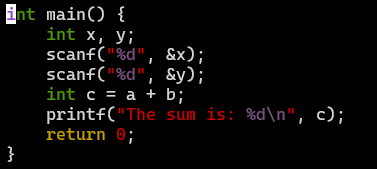 int main() {
    int x, y;
    scanf("%d", &x);
    scanf("%d", &y);
    int c = a + b;
    printf("The sum is: %d\n", c);
    return 0;
}